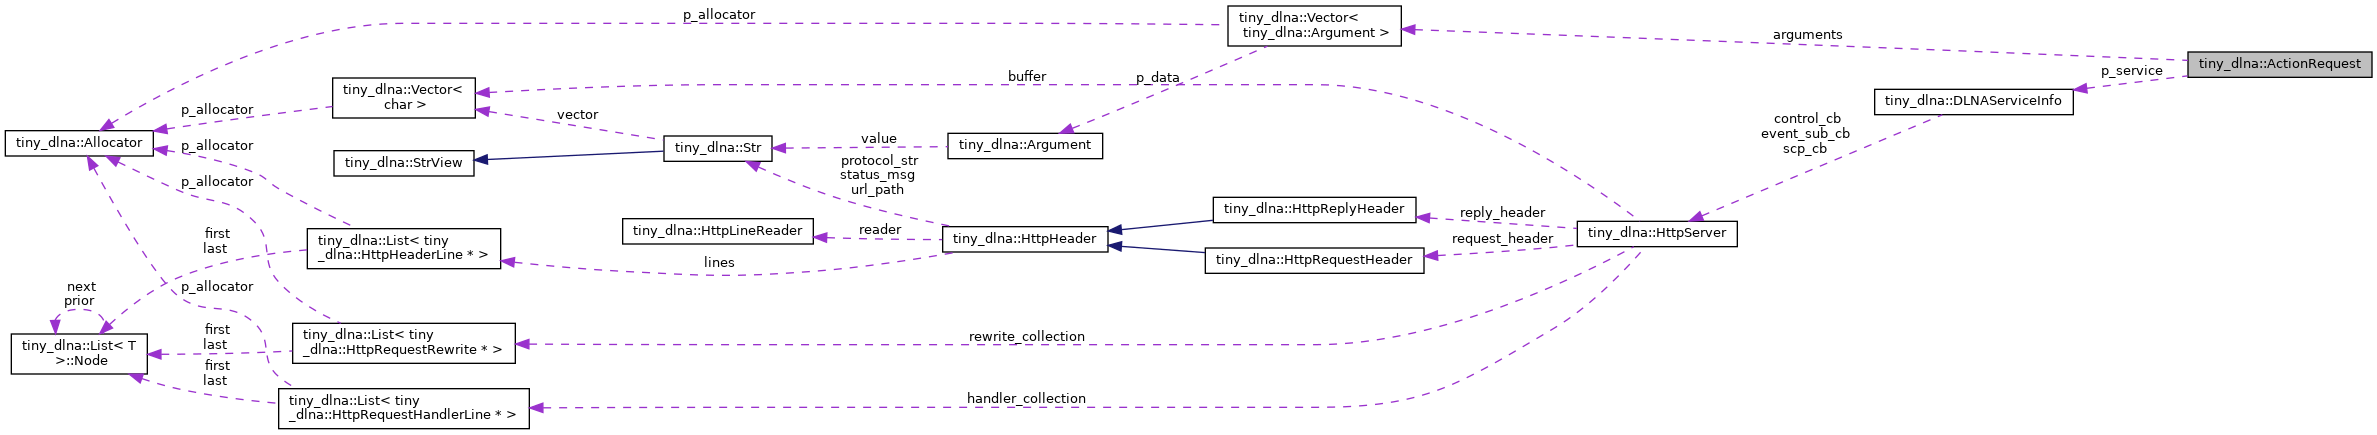 p_allocator
tiny_dlna::Vector<
tiny_dlna::Argument >
arguments
tiny_dlna::ActionRequest
p_service
tiny_dlna::DLNAServiceInfo
buffer
p_data
tiny_dlna::Vector<
char >
p_allocator
vector
control_cb
event_sub_cb
scp_cb
tiny_dlna::Allocator
p_allocator
tiny_dlna::StrView
tiny_dlna::Str
value
tiny_dlna::Argument
protocol_str
status_msg
url_path
p_allocator
tiny_dlna::HttpReplyHeader
reply_header
tiny_dlna::HttpLineReader
reader
tiny_dlna::HttpHeader
tiny_dlna::HttpServer
request_header
tiny_dlna::HttpRequestHeader
first
last
tiny_dlna::List< tiny
_dlna::HttpHeaderLine * >
lines
next
prior
p_allocator
tiny_dlna::List< T
>::Node
first
last
tiny_dlna::List< tiny
_dlna::HttpRequestRewrite * >
rewrite_collection
first
last
tiny_dlna::List< tiny
_dlna::HttpRequestHandlerLine * >
handler_collection